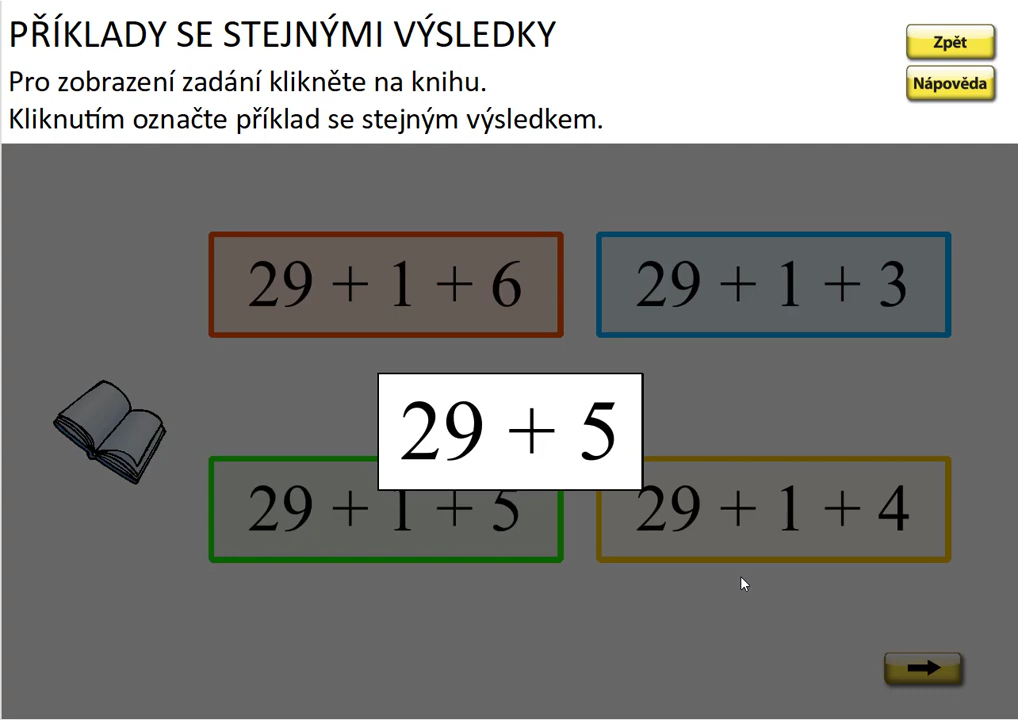 PŘÍKLADY SE STEJNÝMI VÝSLEDKY
Zpět
Pro zobrazení zadání klikněte na knihu.
Nápověda
Kliknutím označte příklad se stejným výsledkem.
29 + 1 + 6
29 + 1 + 3
29 + 5
29 + 1 + 5
29 + 1 + 4